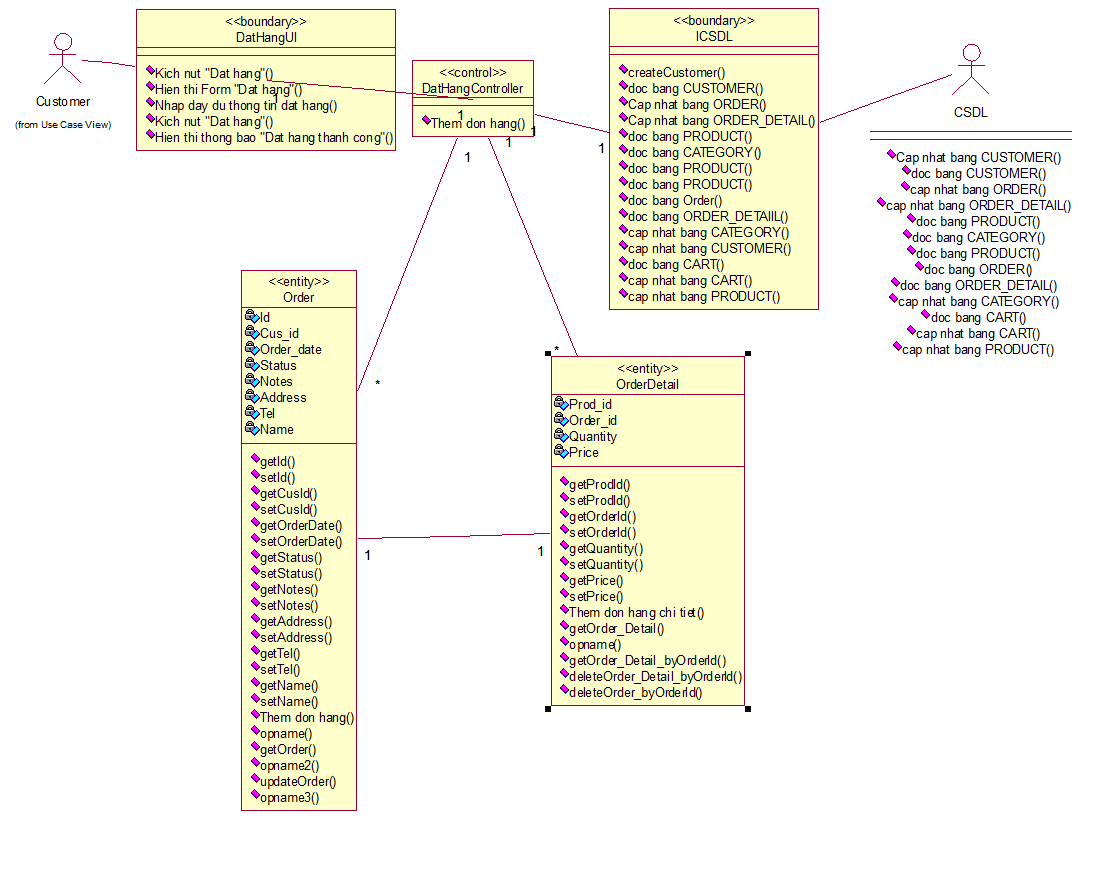 <<boundary>>
DatHangUI
Kich nut "Dat hang"()
Hien thi Form "Dat hang"()
Nhap day du thong tin dat hang()
Kich nut "Dat hang"()
Hien thi thong bao "Dat hang thanh cong"()
Customer
(from Use Case View)
<<control>>
DatHangController
Them don hang()
1
1
1
1
1
1
<<boundary>>
ICSDL
createCustomer()
doc bang CUSTOMER()
Cap nhat bang ORDER()
Cap nhat bang ORDER_DETAIL()
doc bang PRODUCT()
doc bang CATEGORY()
doc bang PRODUCT()
doc bang PRODUCT()
doc bang Order()
doc bang ORDER_DETAIIL()
cap nhat bang CATEGORY()
cap nhat bang CUSTOMER()
doc bang CART()
cap nhat bang CART()
cap nhat bang PRODUCT()
CSDL
Cap nhat bang CUSTOMER()
doc bang CUSTOMER()
cap nhat bang ORDER()
cap nhat bang ORDER_DETAIL()
doc bang PRODUCT()
doc bang CATEGORY()
doc bang PRODUCT()
doc bang ORDER()
doc bang ORDER_DETAIL()
cap nhat bang CATEGORY()
doc bang CART()
cap nhat bang CART()
cap nhat bang PRODUCT()
<<entity>>
Order
Id
Cus_id
Order_date
Status
Notes
Address
Tel
Name
getId()
setId()
getCusId()
setCusId()
getOrderDate()
setOrderDate()
getStatus()
setStatus()
getNotes()
setNotes()
getAddress()
setAddress()
getTel()
setTel()
getName()
setName()
Them don hang()
opname()
getOrder()
opname2()
updateOrder()
opname3()
*
*
1
1
<<entity>>
OrderDetail
Prod_id
Order_id
Quantity
Price
getProdId()
setProdId()
getOrderId()
setOrderId()
getQuantity()
setQuantity()
getPrice()
setPrice()
Them don hang chi tiet()
getOrder_Detail()
opname()
getOrder_Detail_byOrderId()
deleteOrder_Detail_byOrderId()
deleteOrder_byOrderId()